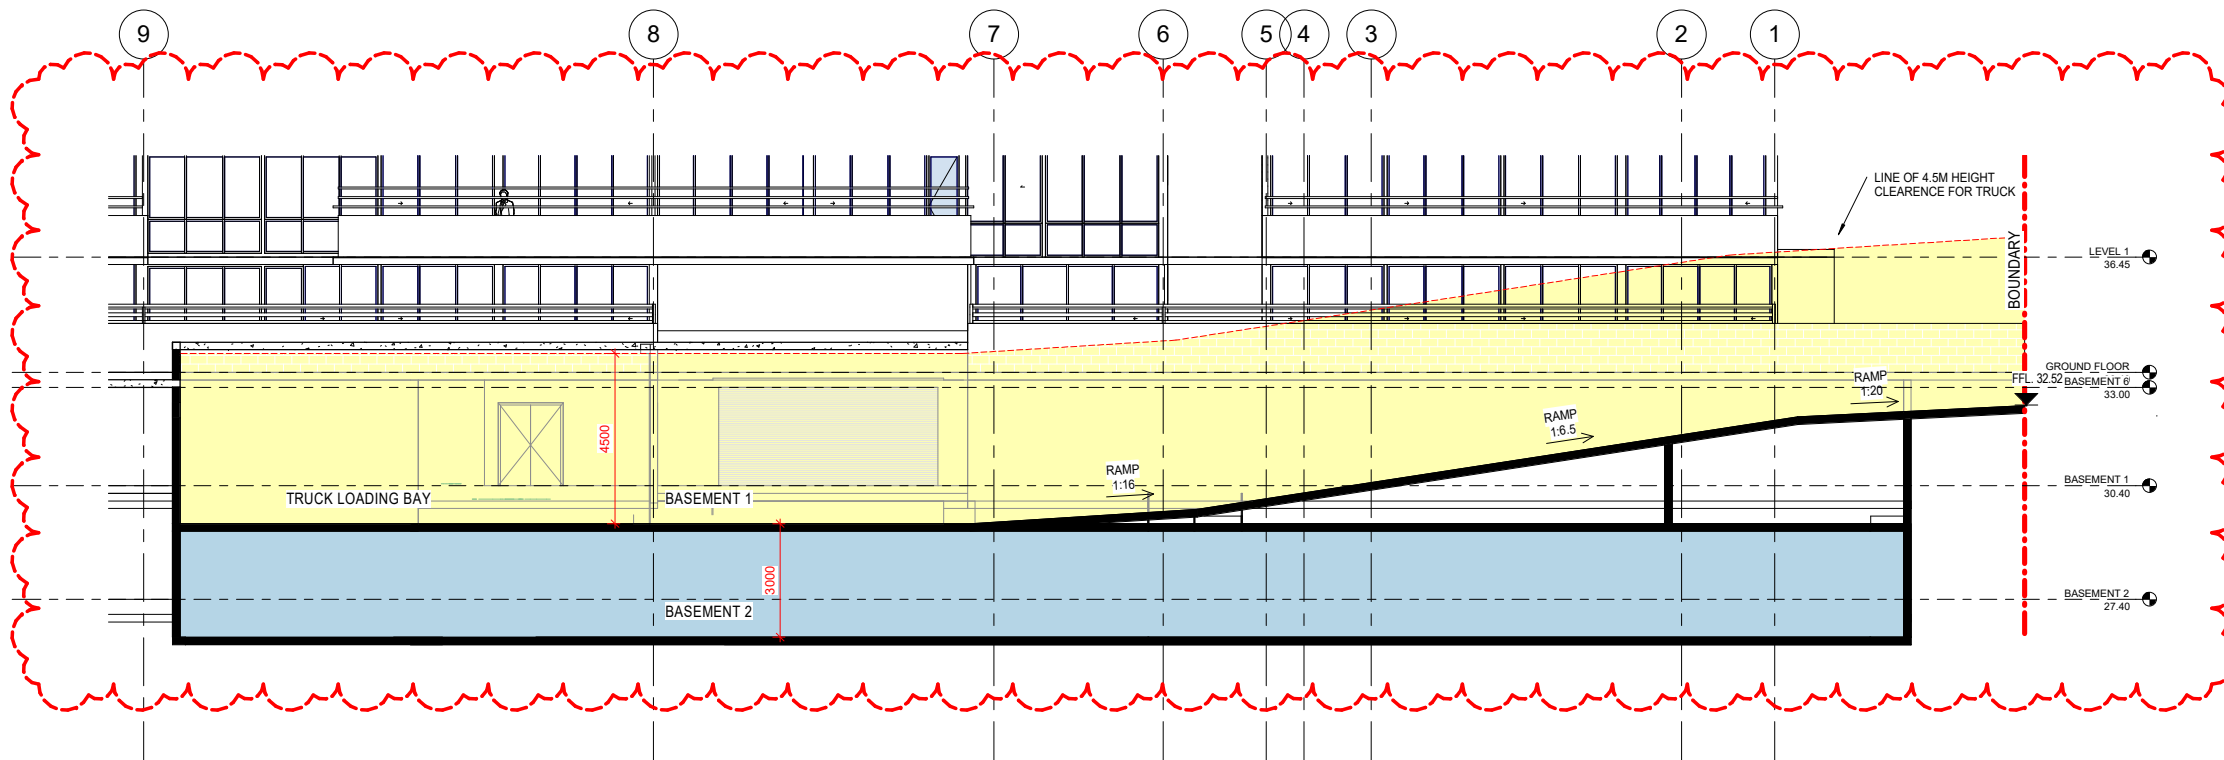 9
8
7
6
5
4
3
2
1
LINE OF 4.5M HEIGHT
CLEARENCE FOR TRUCK
BOUNDARY
LEVEL 1
36.45
GROUND FLOOR
BASEMENT 6
33.00
FFL. 32.52
RAMP
1:20
RAMP
1:6.5
RAMP
1:16
4500
TRUCK LOADING BAY
BASEMENT 1
BASEMENT 1
30.40
3000
BASEMENT 2
BASEMENT 2
27.40